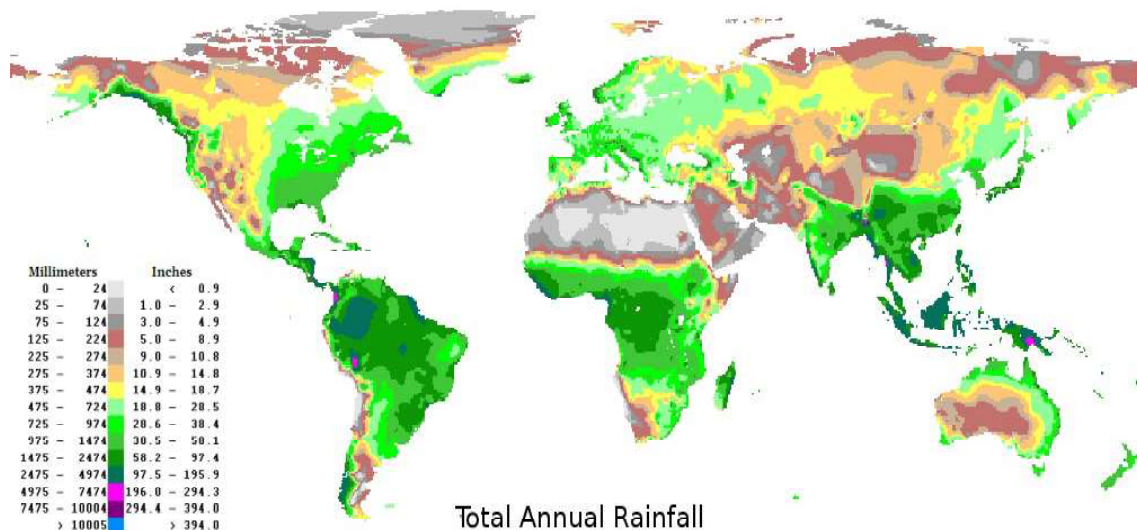 Millimeters Inches
0 - 24 < 0.9
25 - 74 1.0 - 2.9
75 - 124 3.0 - 4.9
125 - 224 5.0 - 8.9
225 - 274 9.0 - 10.8
275 - 374 10.9 - 14.8
375 - 474 14.9 - 18.7
475 - 724 18.8 - 28.5
725 - 974 28.6 - 38.4
975 - 1474 30.5 - 50.1
1475 - 2474 58.2 - 97.4
2475 - 4974 97.5 - 195.9
4975 - 7474 196.0 - 294.3
7475 - 10004 294.4 - 394.0
> 10005 > 394.0
Total Annual Rainfall